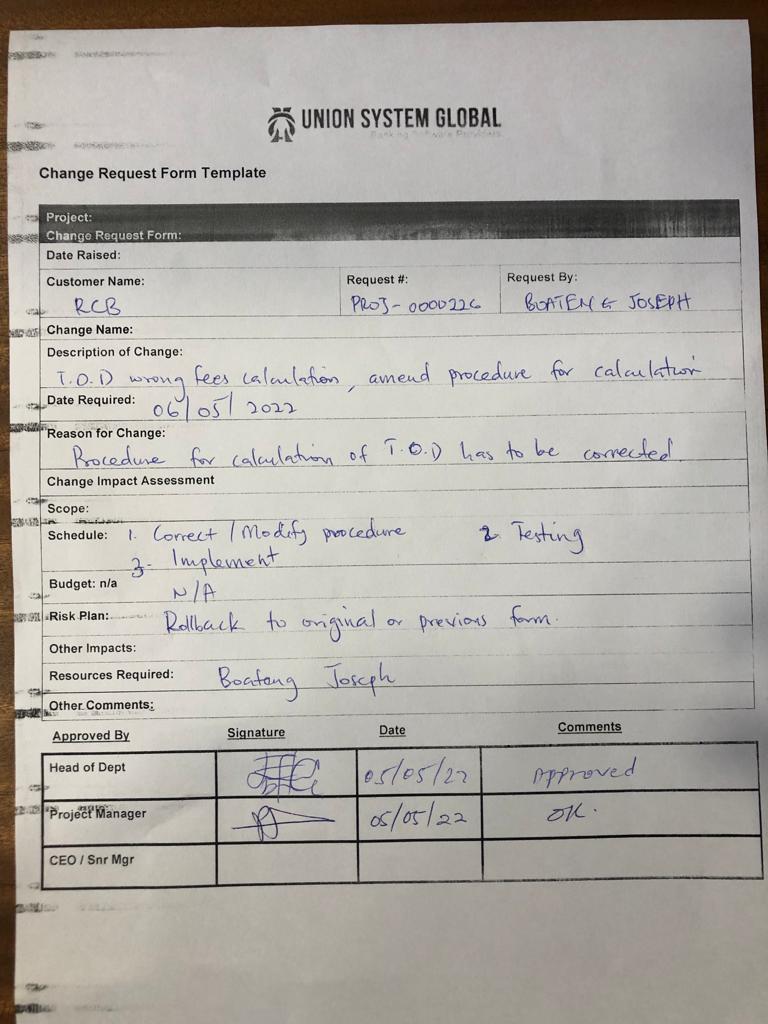 UNION SYSTEM GLOBAL
Banking Software Providers
Change Request Form Template
Project:
Change Request Form:
Date Raised:
Customer Name: Request #: Request By:
RCB PROJ-0000226 BOATENG JOSEPH
Change Name:
Description of Change:
T.O.D wrong fees calculation, amend procedure for calculation
Date Required: 06/05/2022
Reason for Change:
Procedure for calculation of T.O.D has to be corrected.
Change Impact Assessment
Scope:
Schedule: 1. Correct / Modify procedure 2. Testing
3. Implement
Budget: n/a
N/A
Risk Plan: Rollback to original or previous form.
Other Impacts:
Resources Required: Boateng Joseph
Other Comments:
Approved By Signature Date Comments
Head of Dept 05/05/22 Approved
Project Manager 05/05/22 OK.
CEO / Snr Mgr